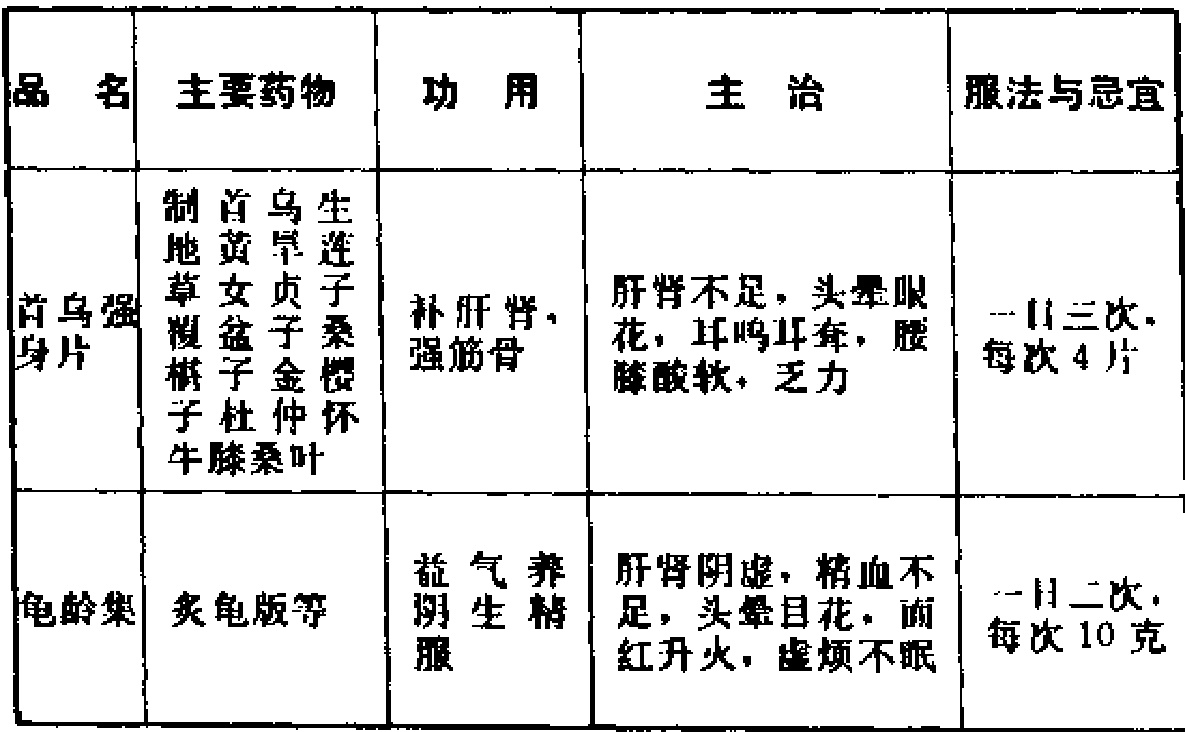 品 名
主要药物
功 用
主 治
服法与忌宜
首乌强
身片
制首乌生
地黄旱莲
草女贞子
覆盆子桑
椹子金樱
子杜仲怀
牛膝桑叶
补肝肾，
强筋骨
肝肾不足，头晕眼
花，耳鸣耳聋，腰
膝酸软，乏力
一日三次，
每次 4 片
龟龄集
炙龟版等
益气养
阴生精
服
肝肾阴虚，精血不
足，头晕目花，面
红升火，虚烦不眠
一日二次，
每次 10 克